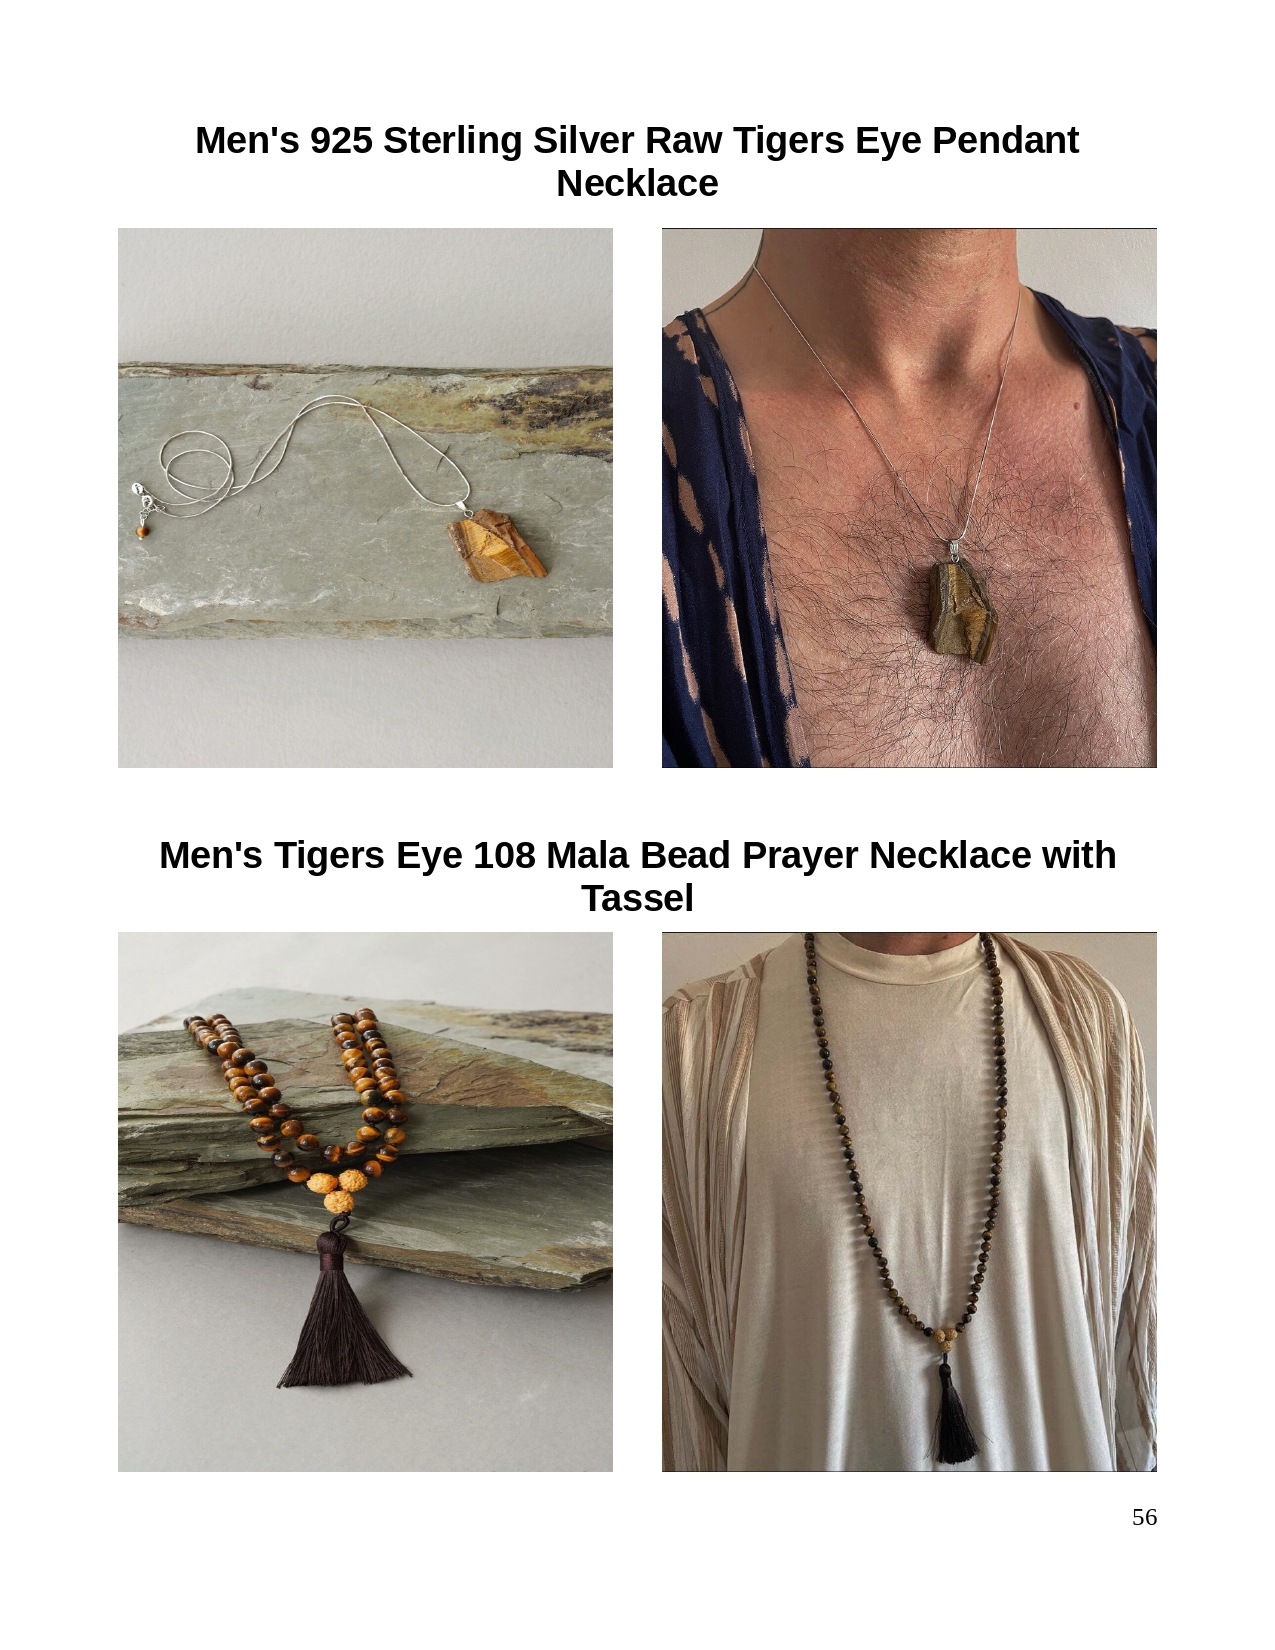 Men's 925 Sterling Silver Raw Tigers Eye Pendant
Necklace
Men's Tigers Eye 108 Mala Bead Prayer Necklace with
Tassel
56